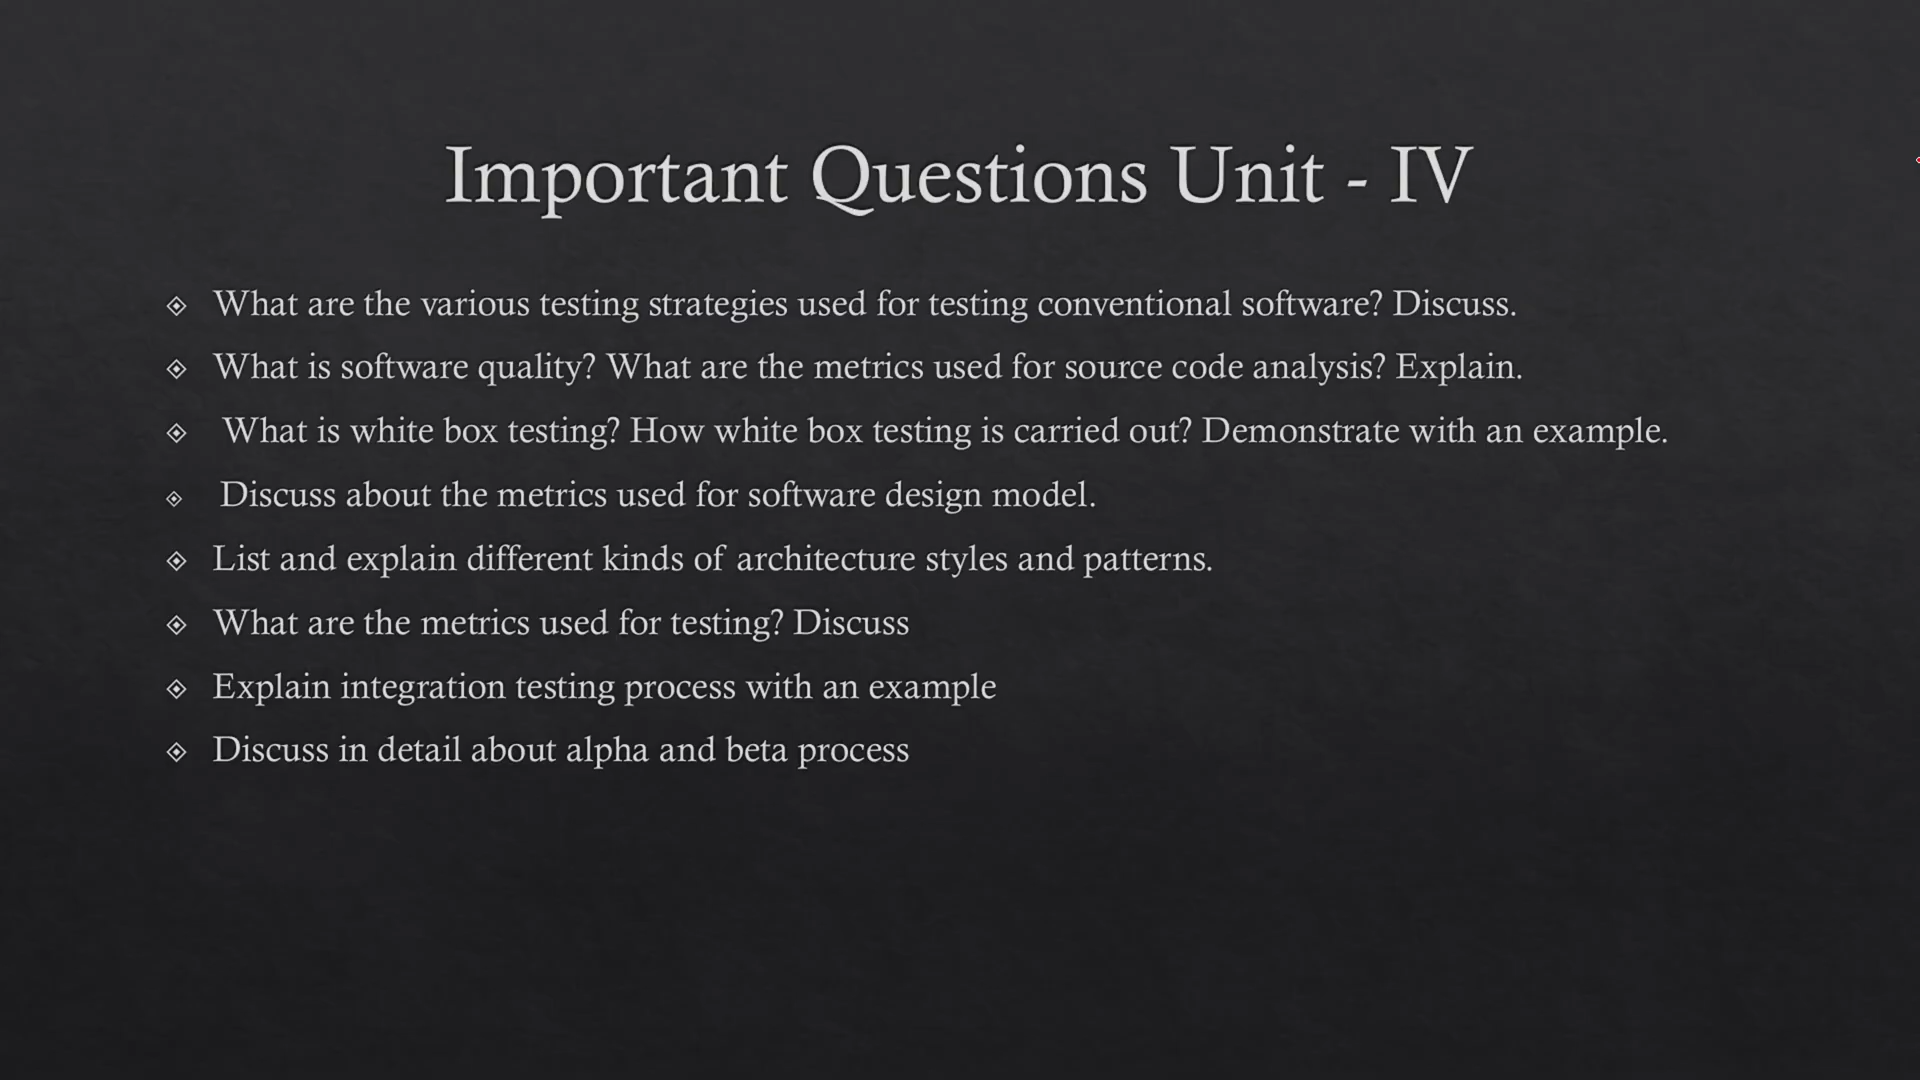 Important Questions Unit - IV
What are the various testing strategies used for testing conventional software? Discuss.
What is software quality? What are the metrics used for source code analysis? Explain.
What is white box testing? How white box testing is carried out? Demonstrate with an example.
Discuss about the metrics used for software design model.
List and explain different kinds of architecture styles and patterns.
What are the metrics used for testing? Discuss
Explain integration testing process with an example
Discuss in detail about alpha and beta process